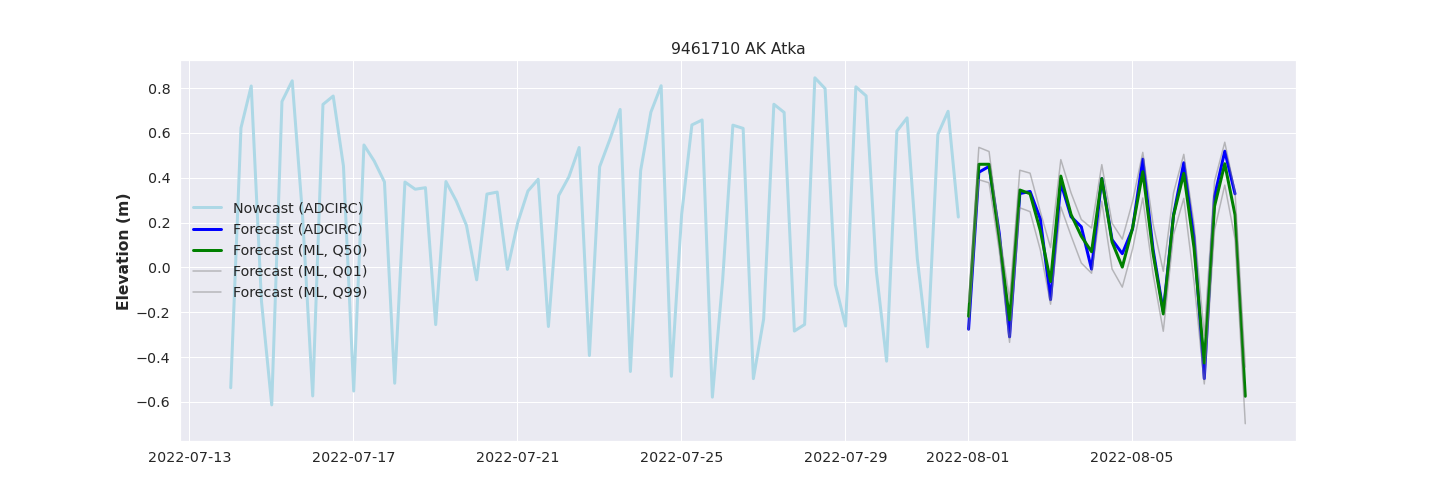 9461710 AK Atka
Elevation (m)
0.8
0.6
0.4
0.2
0.0
−0.2
−0.4
−0.6
Nowcast (ADCIRC)
Forecast (ADCIRC)
Forecast (ML, Q50)
Forecast (ML, Q01)
Forecast (ML, Q99)
2022-07-13 2022-07-17 2022-07-21 2022-07-25 2022-07-29 2022-08-01 2022-08-05